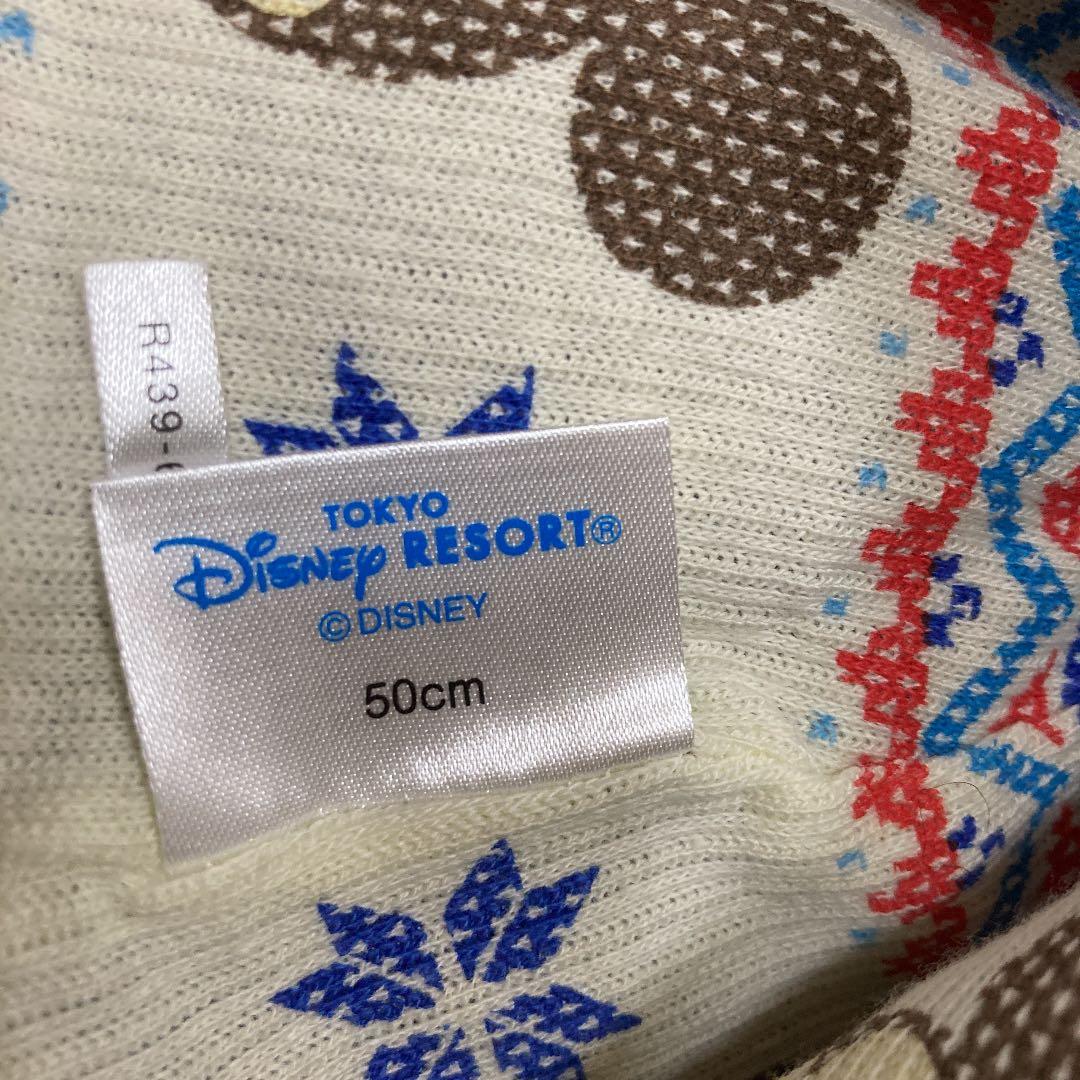 R439-
TOKYO
Disney RESORT®
© DISNEY
50cm